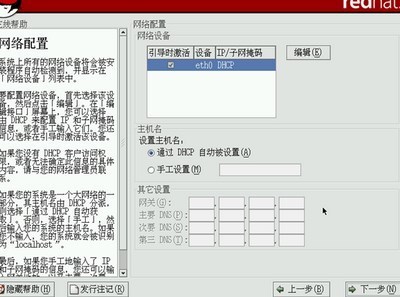 redhat
在线帮助
网络配置
系统上所有的网络设备将会被安
装程序自动检测到，并显示在
「网络设备」列表中。
要配置网络设备，首先选择该设
备，然后点击「编辑」。在「编
辑接口」屏幕上，您可以选择
由 DHCP 来配置 IP 和子网掩码
信息，或者手工输入它们。您还
可以选择在引导时激活该设备。
如果您没有 DHCP 客户访问权
限，或者无法确定此信息的具体
内容，请与您的网络管理员联
系。
如果您的系统是一个大网络的一
部分，其主机名由 DHCP 分派，
则选择「通过 DHCP 自动获
取」。否则，选择「手工」，然
后输入您的系统的主机名。如果
您不输入，您的系统就会被识别
为“localhost”。
最后，如果您手工地输入了 IP
和子网掩码的信息，您还可以输
网络配置
网络设备
引导时激活 设备 IP/子网掩码
eth0 DHCP
编辑(E)
主机名
设置主机名：
通过 DHCP 自动被设置(A)
手工设置(M)
其它设置
网关(G)：
主要 DNS(P)：
次要 DNS(S)：
第三 DNS(T)：
隐藏帮助(H)
发行注记(R)
上一步(B)
下一步(N)